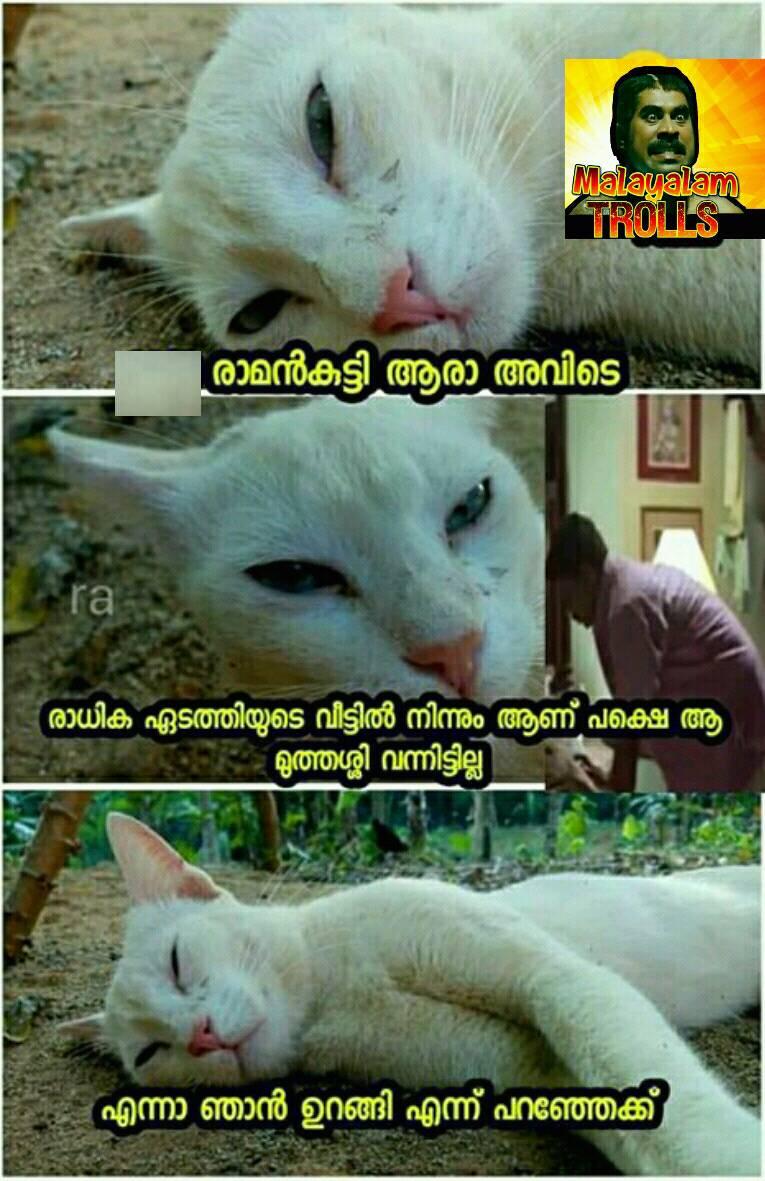 Malayalam
TROLLS
രാമൻകുട്ടി ആരാ അവിടെ
ra
രാധിക ഏടത്തിയുടെ വീട്ടിൽ നിന്നും ആണ് പക്ഷെ ആ
മുത്തശ്ശി വന്നിട്ടില്ല
എന്നാ ഞാൻ ഉറങ്ങി എന്ന് പറഞ്ഞേക്ക്